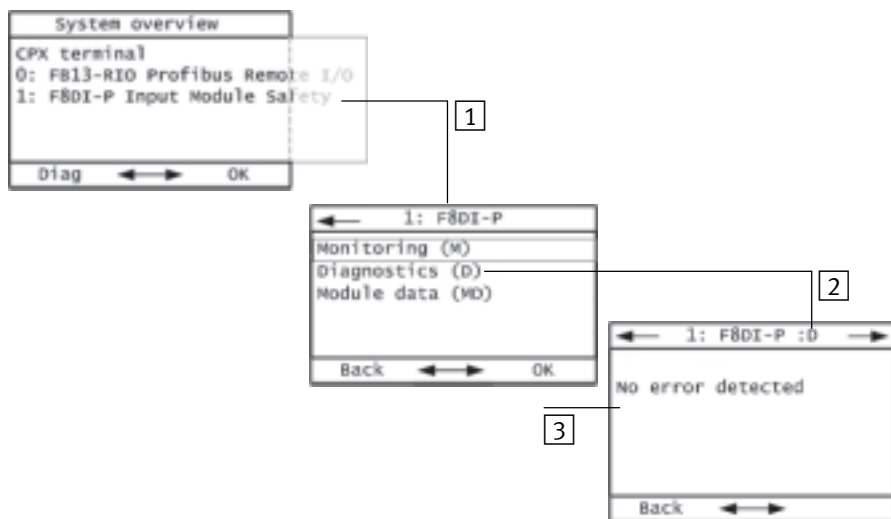 System overview
CPX terminal
0: FB13-RIO Profibus Remote I/O
1: F8DI-P Input Module Safety
Diag OK
1
1: F8DI-P
Monitoring (M)
Diagnostics (D)
Module data (MD)
Back OK
2
1: F8DI-P :D
No error detected
Back
3